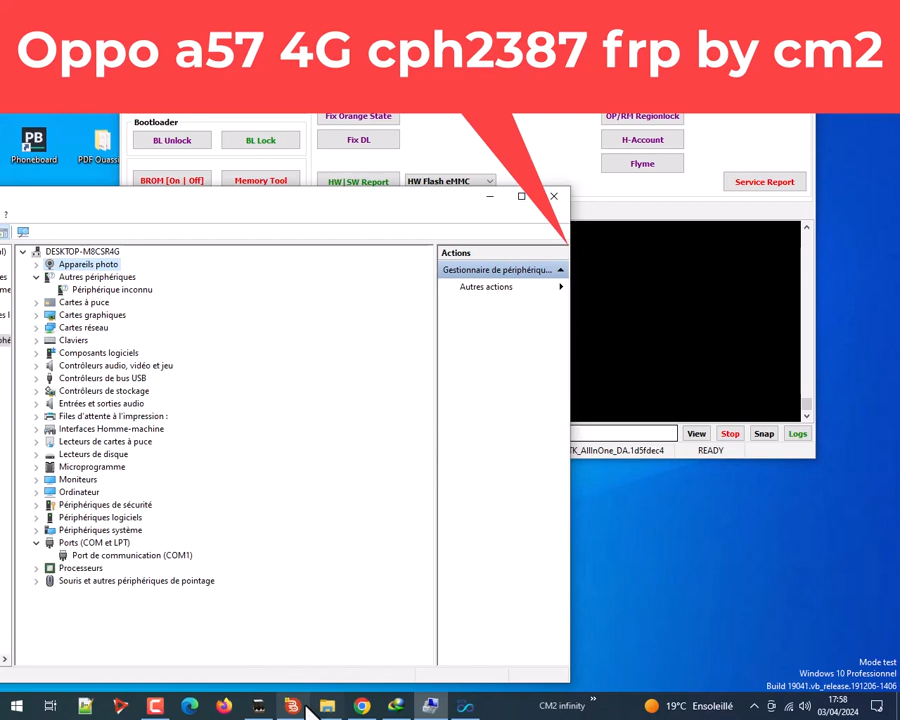 Oppo a57 4G cph2387 frp by cm2
Phoneboard
PDF Ouassi
Bootloader
BL Unlock
BL Lock
BROM [On | Off]
Memory Tool
Fix Orange State
Fix DL
HW|SW Report
HW Flash eMMC
OP/RM Regionlock
H-Account
Flyme
Service Report
?
DESKTOP-M8CSR4G
Appareils photo
Autres périphériques
Périphérique inconnu
Cartes à puce
Cartes graphiques
Cartes réseau
Claviers
Composants logiciels
Contrôleurs audio, vidéo et jeu
Contrôleurs de bus USB
Contrôleurs de stockage
Entrées et sorties audio
Files d'attente à l'impression :
Interfaces Homme-machine
Lecteurs de cartes à puce
Lecteurs de disque
Microprogramme
Moniteurs
Ordinateur
Périphériques de sécurité
Périphériques logiciels
Périphériques système
Ports (COM et LPT)
Port de communication (COM1)
Processeurs
Souris et autres périphériques de pointage
Actions
Gestionnaire de périphériqu...
Autres actions
View
Stop
Snap
Logs
TK_AllInOne_DA.1d5fdec4
READY
Mode test
Windows 10 Professionnel
Build 19041.vb_release.191206-1406
CM2 infinity
19°C Ensoleillé
17:58
03/04/2024